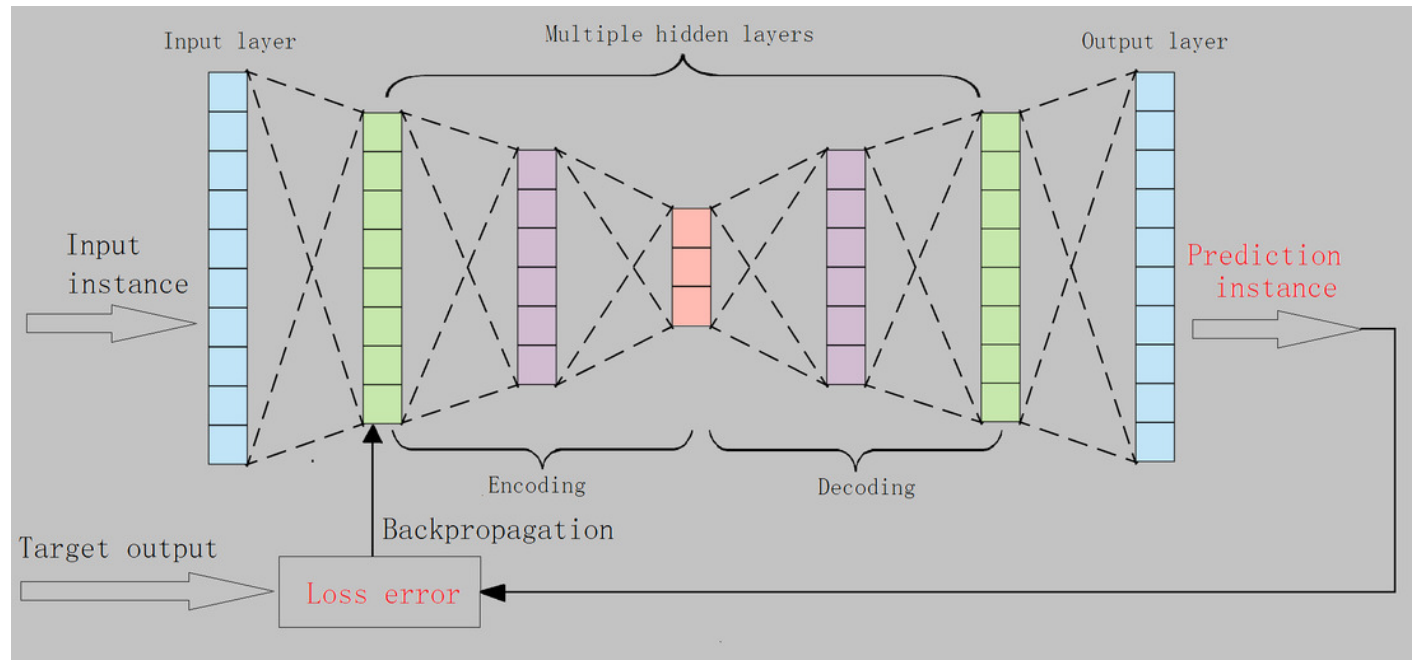 Input layer
Multiple hidden layers
Output layer
Input
instance
Prediction
instance
Encoding
Decoding
Backpropagation
Target output
Loss error